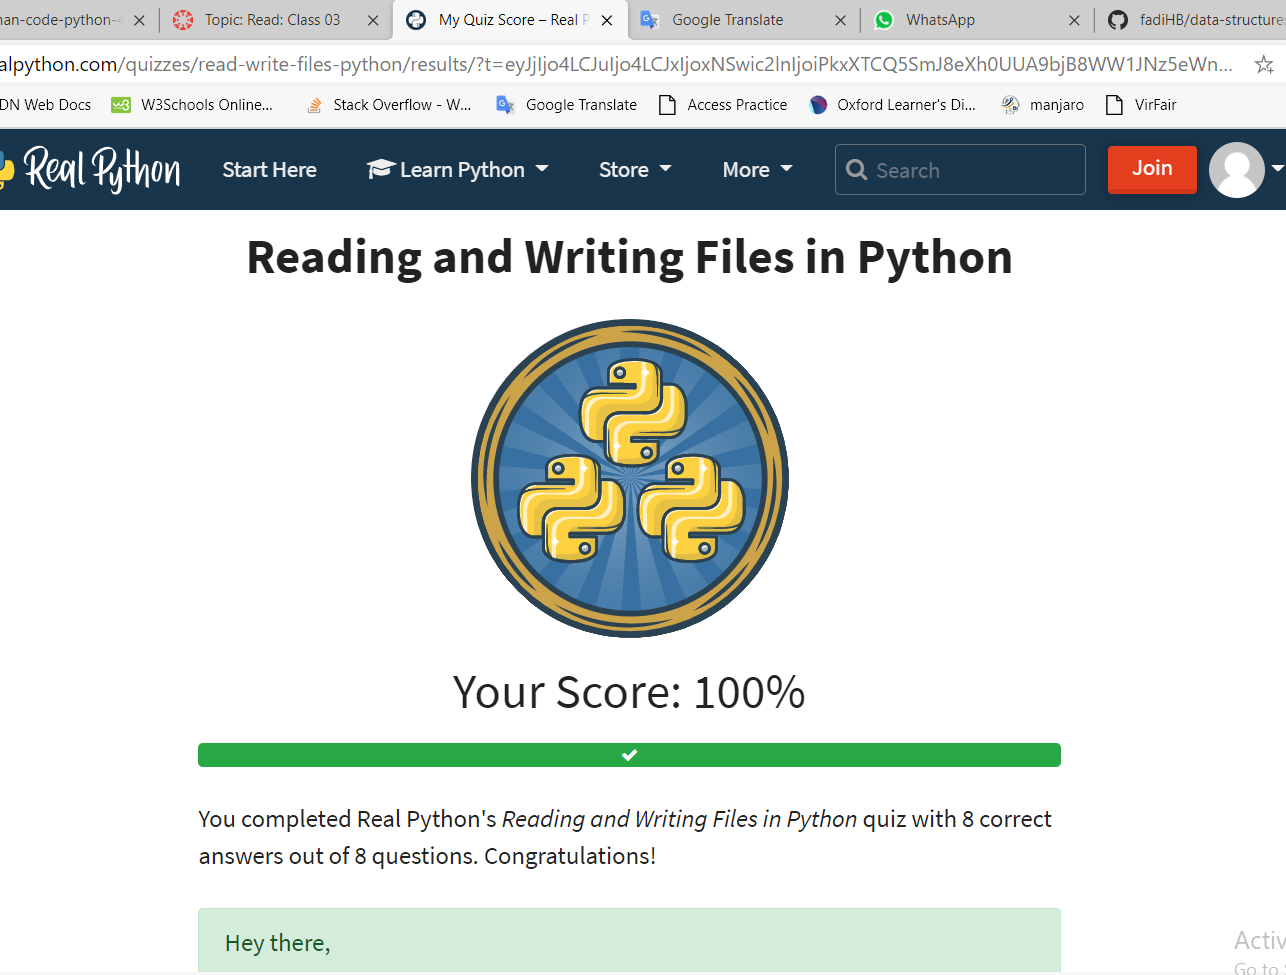 nan-code-python-4
Topic: Read: Class 03
My Quiz Score – Real P
Google Translate
WhatsApp
fadiHB/data-structure
alpython.com/quizzes/read-write-files-python/results/?t=eyJjIjo4LCJuIjo4LCJxIjoxNSwic2lnIjoiPkxXTCQ5SmJ8eXh0UUA9bjB8WW1JNz5eWn...
DN Web Docs
W3Schools Online...
Stack Overflow - W...
Google Translate
Access Practice
Oxford Learner's Di...
manjaro
VirFair
Real Python
Start Here
Learn Python
Store
More
Search
Join
Reading and Writing Files in Python
Your Score: 100%
You completed Real Python's Reading and Writing Files in Python quiz with 8 correct
answers out of 8 questions. Congratulations!
Hey there,
Activ
Go to